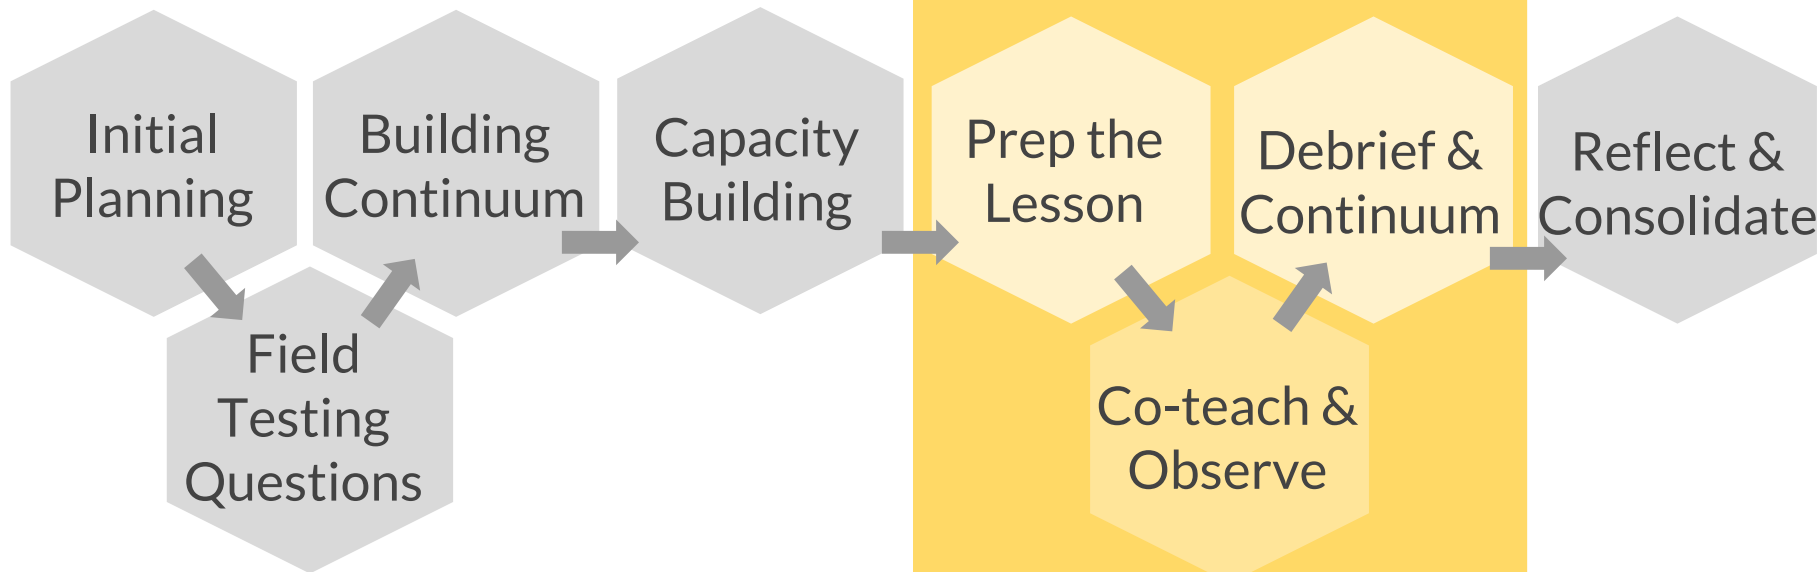 Initial
Planning
Field
Testing
Questions
Building
Continuum
Capacity
Building
Prep the
Lesson
Co-teach &
Observe
Debrief &
Continuum
Reflect &
Consolidate